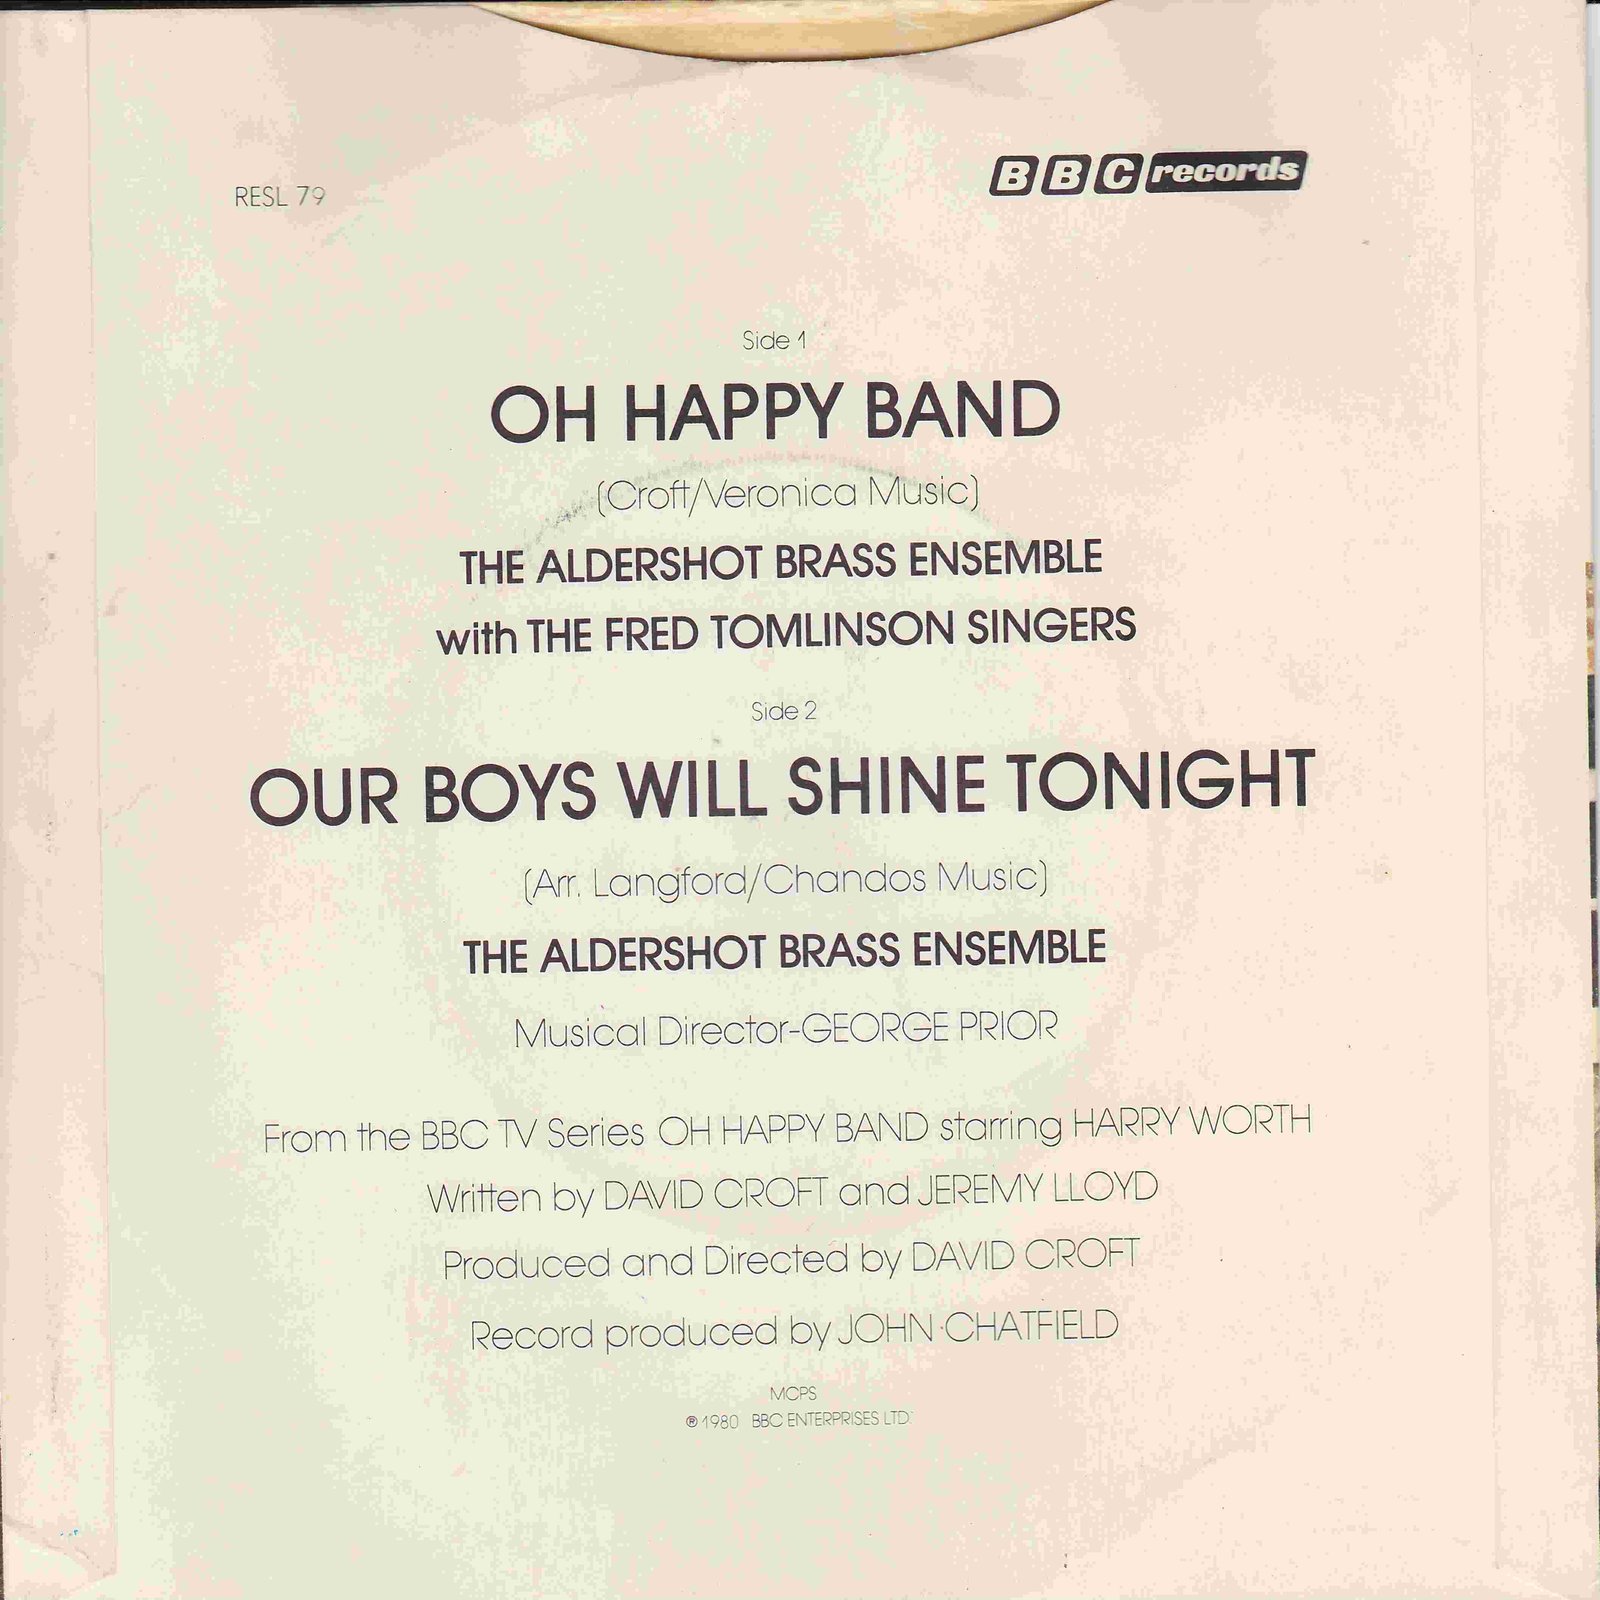 RESL 79
BBC records
Side 1
OH HAPPY BAND
(Croft/Veronica Music)
THE ALDERSHOT BRASS ENSEMBLE
with THE FRED TOMLINSON SINGERS
Side 2
OUR BOYS WILL SHINE TONIGHT
(Arr. Langford/Chandos Music)
THE ALDERSHOT BRASS ENSEMBLE
Musical Director-GEORGE PRIOR
From the BBC TV Series OH HAPPY BAND starring HARRY WORTH
Written by DAVID CROFT and JEREMY LLOYD
Produced and Directed by DAVID CROFT
Record produced by JOHN CHATFIELD
MCPS
℗ 1980 BBC ENTERPRISES LTD.